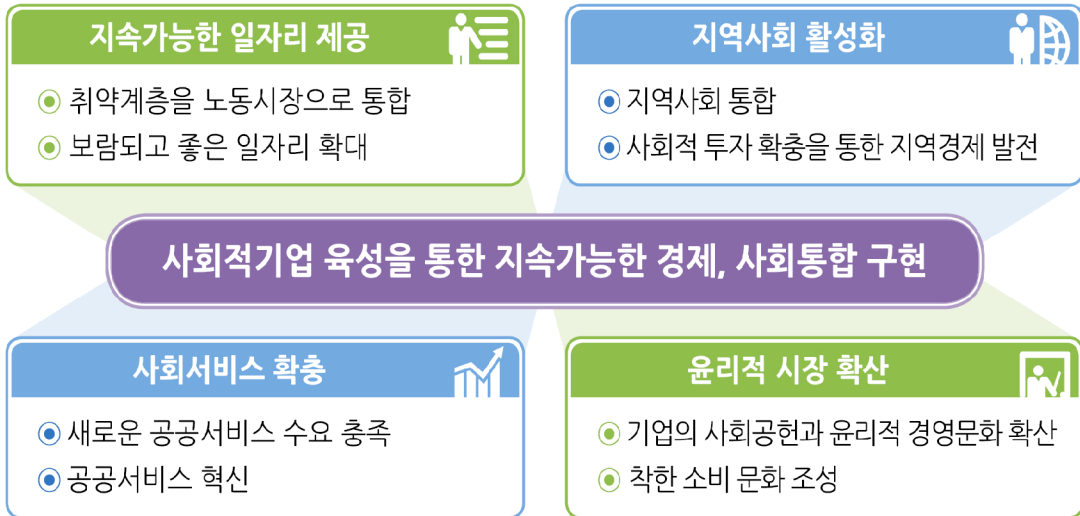 지속가능한 일자리 제공
취약계층을 노동시장으로 통합
보람되고 좋은 일자리 확대
지역사회 활성화
지역사회 통합
사회적 투자 확충을 통한 지역경제 발전
사회적기업 육성을 통한 지속가능한 경제, 사회통합 구현
사회서비스 확충
새로운 공공서비스 수요 충족
공공서비스 혁신
윤리적 시장 확산
기업의 사회공헌과 윤리적 경영문화 확산
착한 소비 문화 조성